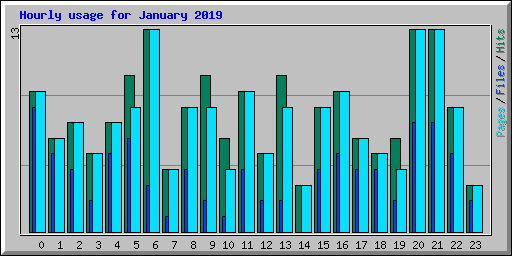 Hourly usage for January 2019
13
Pages / Files / Hits
0 1 2 3 4 5 6 7 8 9 10 11 12 13 14 15 16 17 18 19 20 21 22 23